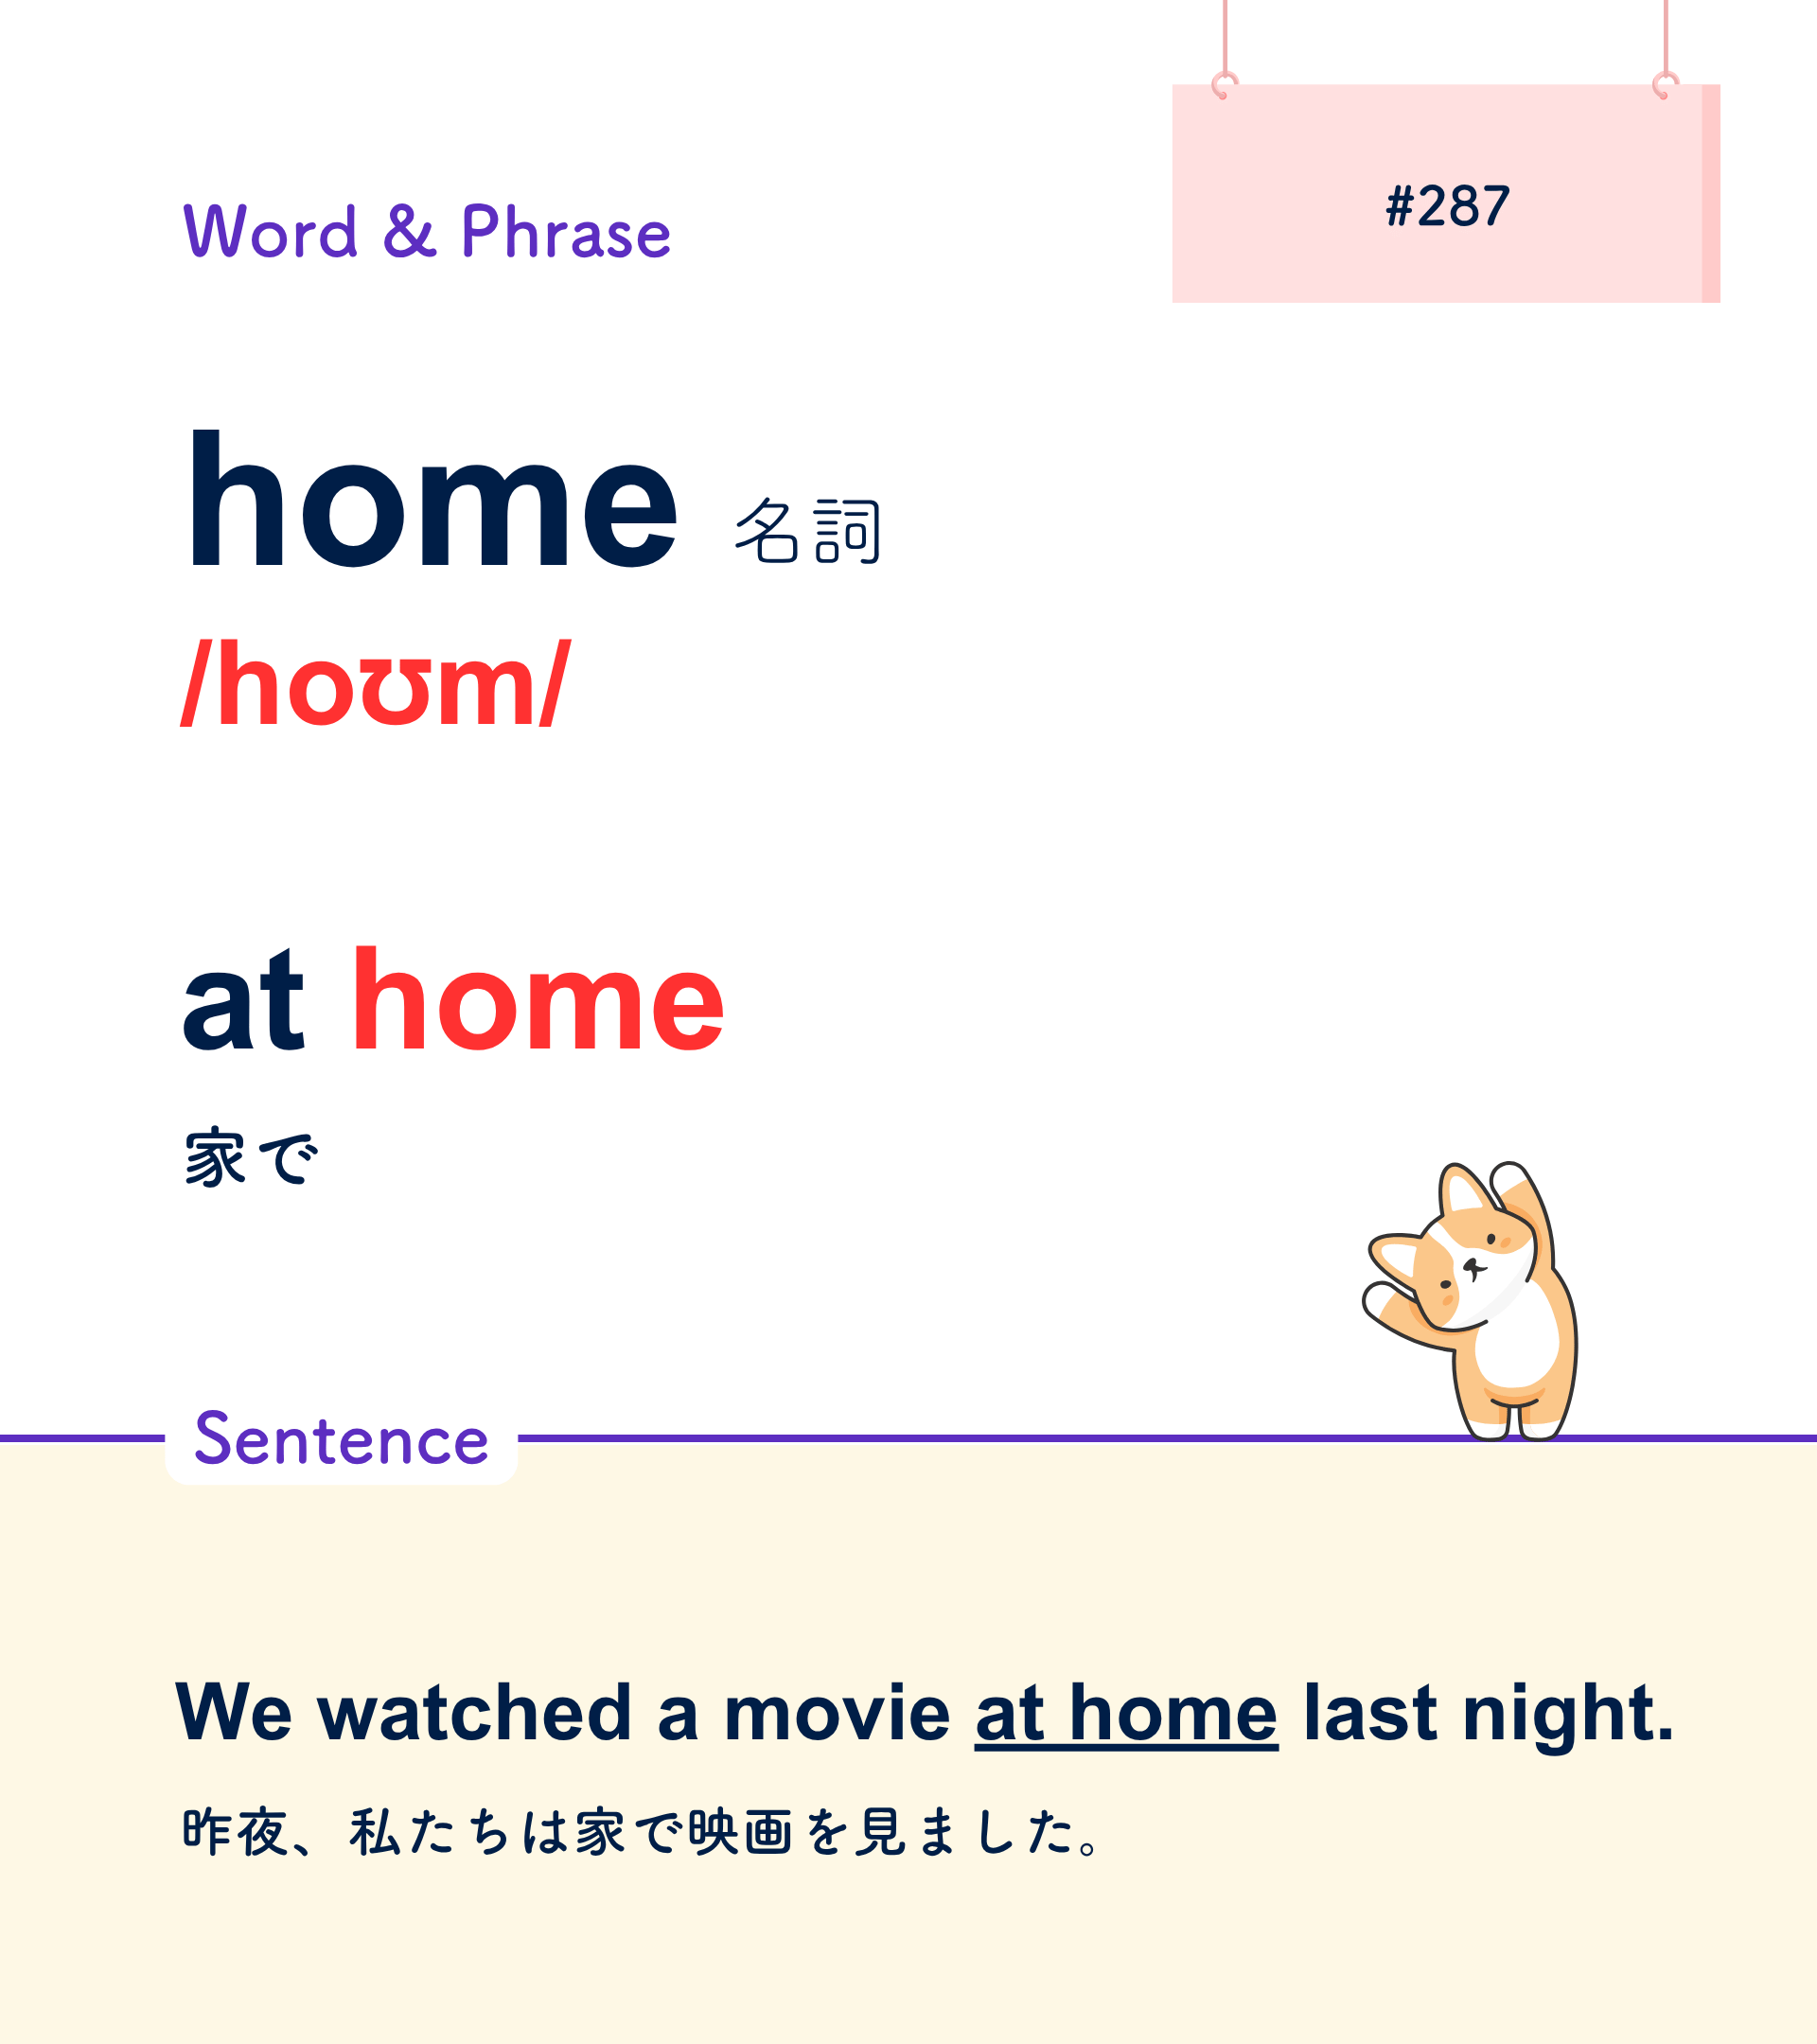 Word & Phrase
#287
home 名詞
/hoʊm/
at home
家で
Sentence
We watched a movie at home last night.
昨夜、私たちは家で映画を見ました。